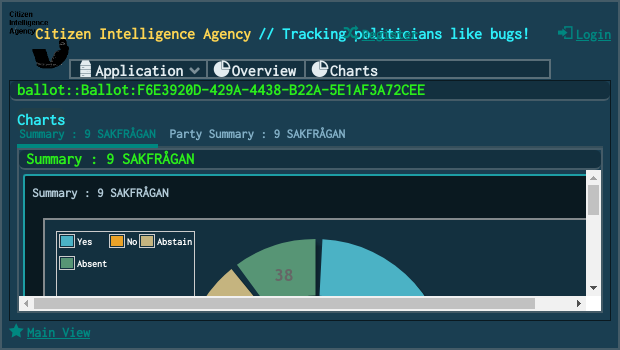 Citizen
Intelligence
Agency
Citizen Intelligence Agency // Tracking politicians like bugs!
Register
Login
Application
Overview
Charts
ballot::Ballot:F6E3920D-429A-4438-B22A-5E1AF3A72CEE
Charts
Summary : 9 SAKFRÅGAN
Party Summary : 9 SAKFRÅGAN
Summary : 9 SAKFRÅGAN
Summary : 9 SAKFRÅGAN
Yes
No
Abstain
Absent
38
Main View